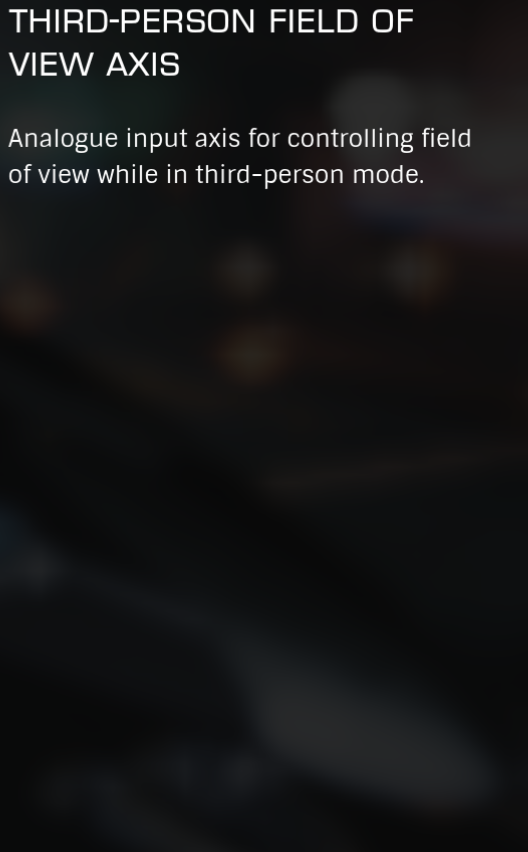 THIRD-PERSON FIELD OF
VIEW AXIS
Analogue input axis for controlling field
of view while in third-person mode.